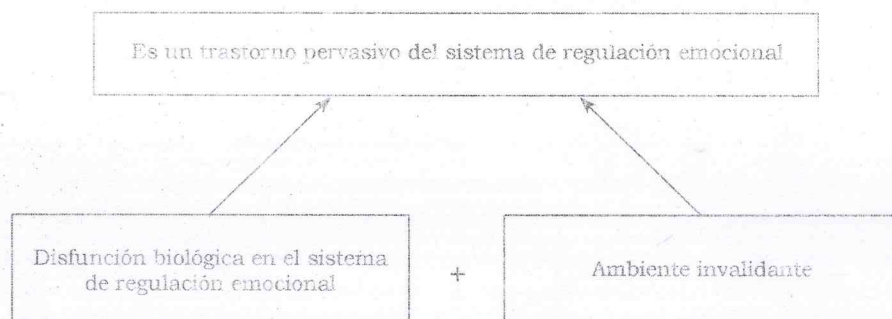 Es un trastorno pervasivo del sistema de regulación emocional
Disfunción biológica en el sistema
de regulación emocional
+
Ambiente invalidante